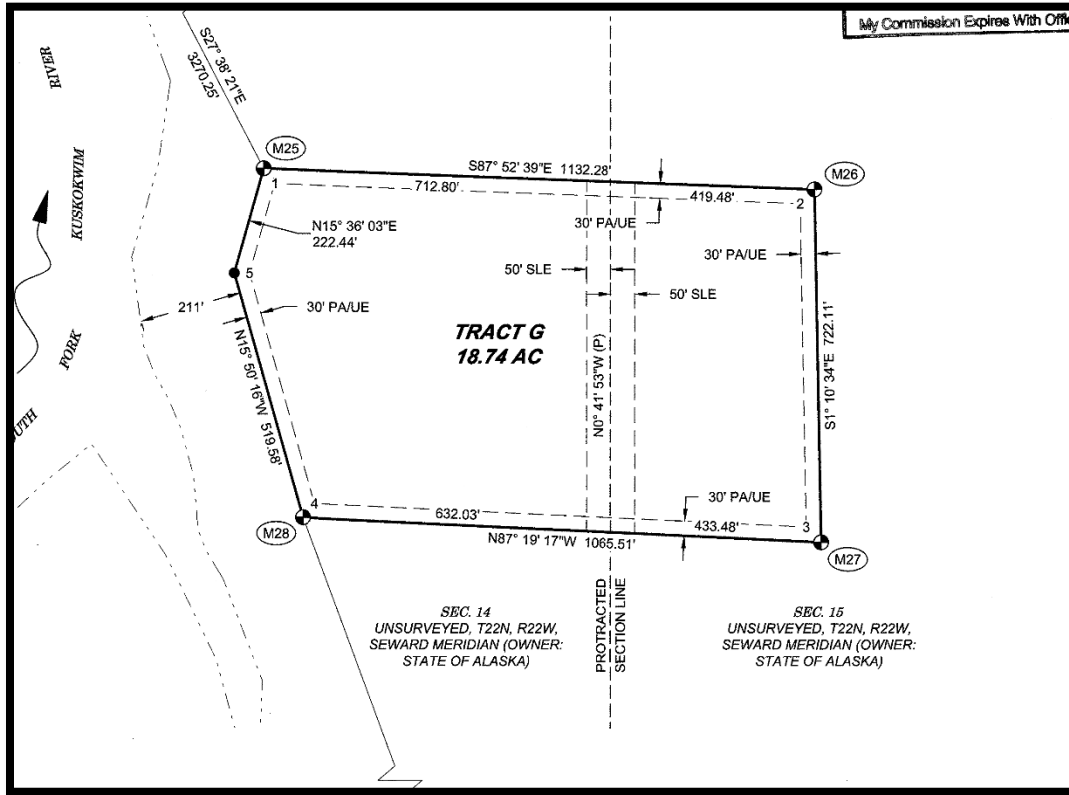 My Commission Expires With Offic
S27° 38' 21"E
3270.25'
RIVER
KUSKOKWIM
FORK
OUTH
M25
S87° 52' 39"E 1132.28'
M26
1
712.80'
419.48'
2
30' PA/UE
N15° 36' 03"E
222.44'
30' PA/UE
50' SLE
50' SLE
5
211'
30' PA/UE
TRACT G
18.74 AC
N0° 41' 53"W (P)
S1° 10' 34"E 722.11'
N15° 50' 16"W 519.58'
30' PA/UE
4
632.03'
433.48'
3
M28
N87° 19' 17"W 1065.51'
M27
PROTRACTED
SECTION LINE
SEC. 14
UNSURVEYED, T22N, R22W,
SEWARD MERIDIAN (OWNER:
STATE OF ALASKA)
SEC. 15
UNSURVEYED, T22N, R22W,
SEWARD MERIDIAN (OWNER:
STATE OF ALASKA)